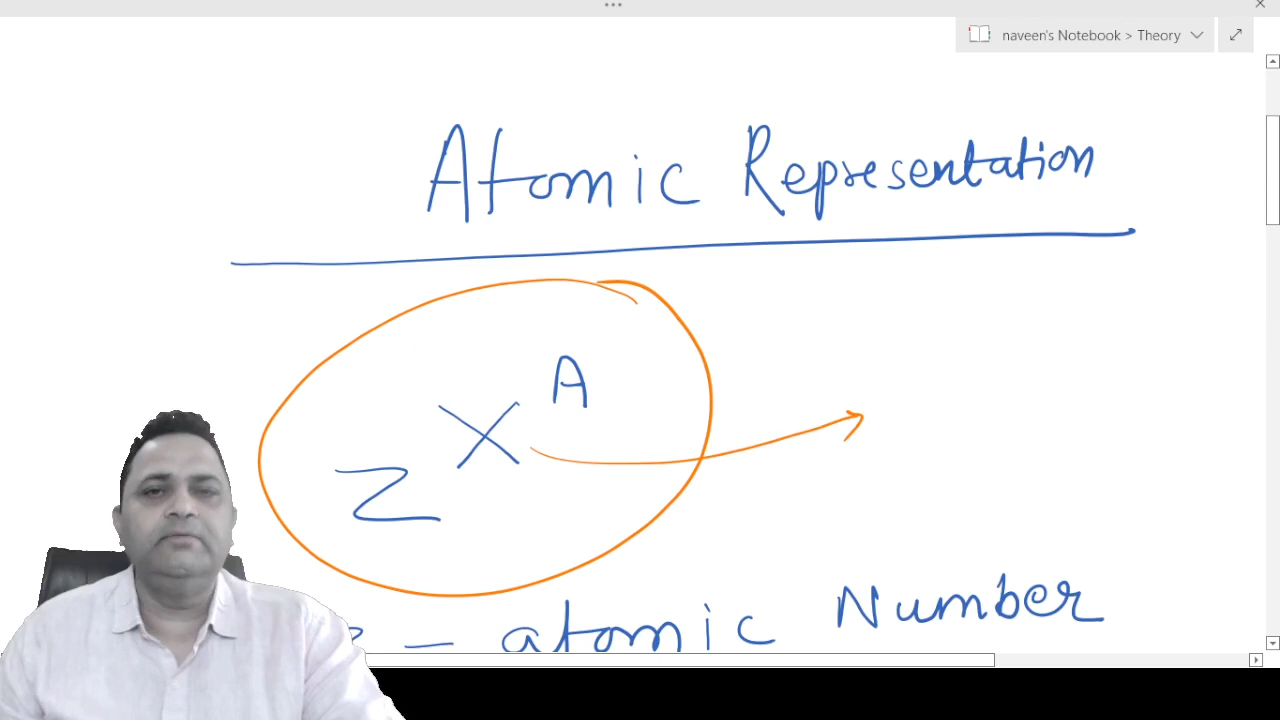 naveen's Notebook > Theory
Atomic Representation
A
X
Z
– atomic Number